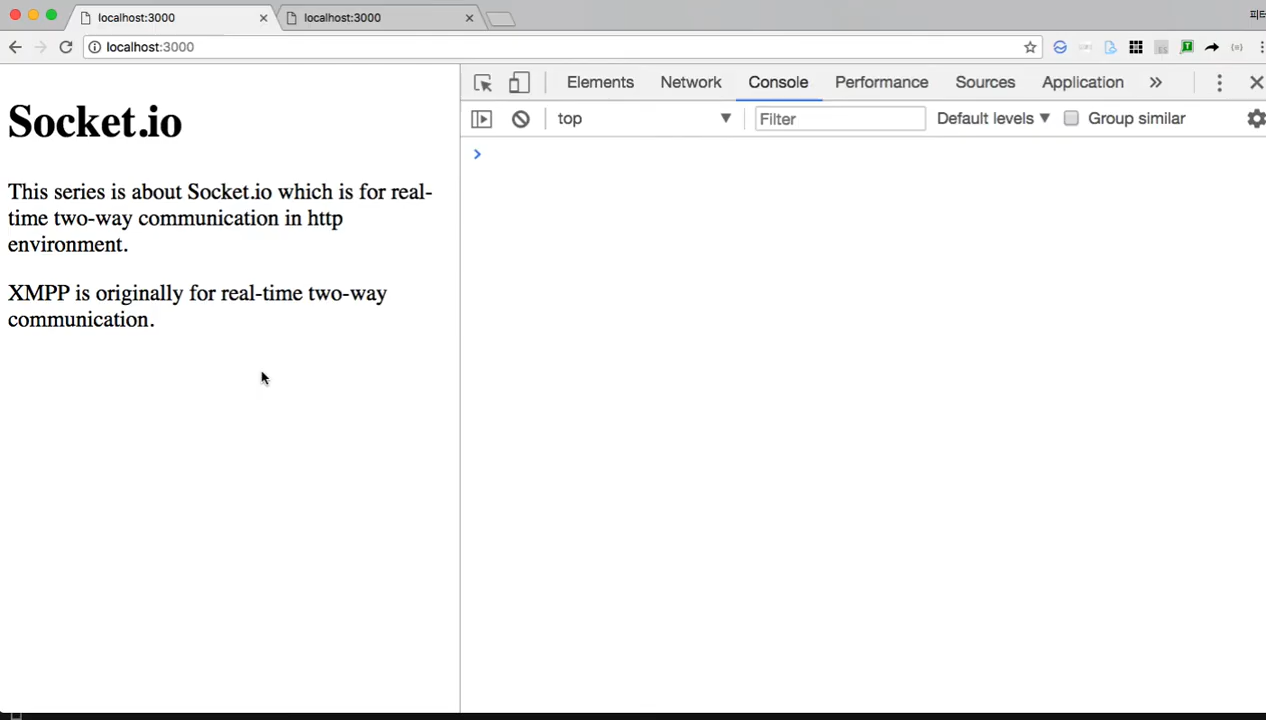 localhost:3000
localhost:3000
localhost:3000
Socket.io
This series is about Socket.io which is for real-
time two-way communication in http
environment.
XMPP is originally for real-time two-way
communication.
Elements Network Console Performance Sources Application
top Filter Default levels Group similar